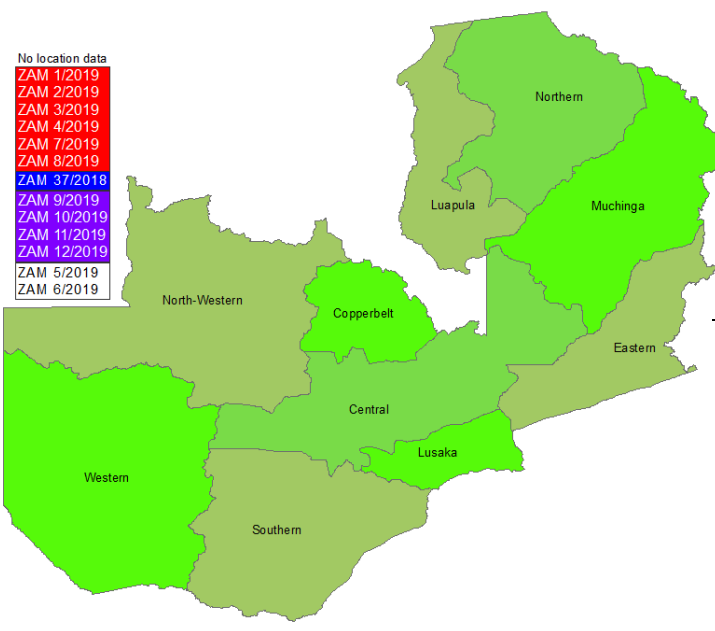 No location data
ZAM 1/2019
ZAM 2/2019
ZAM 3/2019
ZAM 4/2019
ZAM 7/2019
ZAM 8/2019
ZAM 37/2018
ZAM 9/2019
ZAM 10/2019
ZAM 11/2019
ZAM 12/2019
ZAM 5/2019
ZAM 6/2019
Northern
Luapula
Muchinga
North-Western
Copperbelt
Eastern
Central
Lusaka
Western
Southern